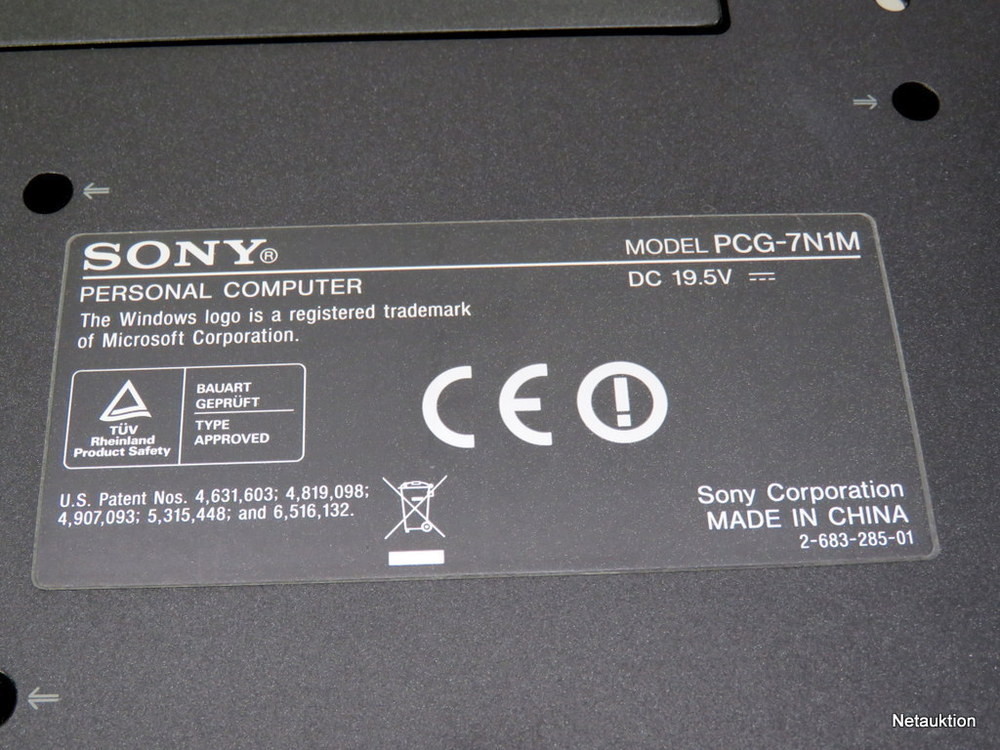 SONY® MODEL PCG-7N1M
PERSONAL COMPUTER DC 19.5V
The Windows logo is a registered trademark
of Microsoft Corporation.
TÜV
Rheinland
Product Safety
BAUART
GEPRÜFT
TYPE
APPROVED
CE
U.S. Patent Nos. 4,631,603; 4,819,098;
4,907,093; 5,315,448; and 6,516,132.
Sony Corporation
MADE IN CHINA
2-683-285-01
Netauktion